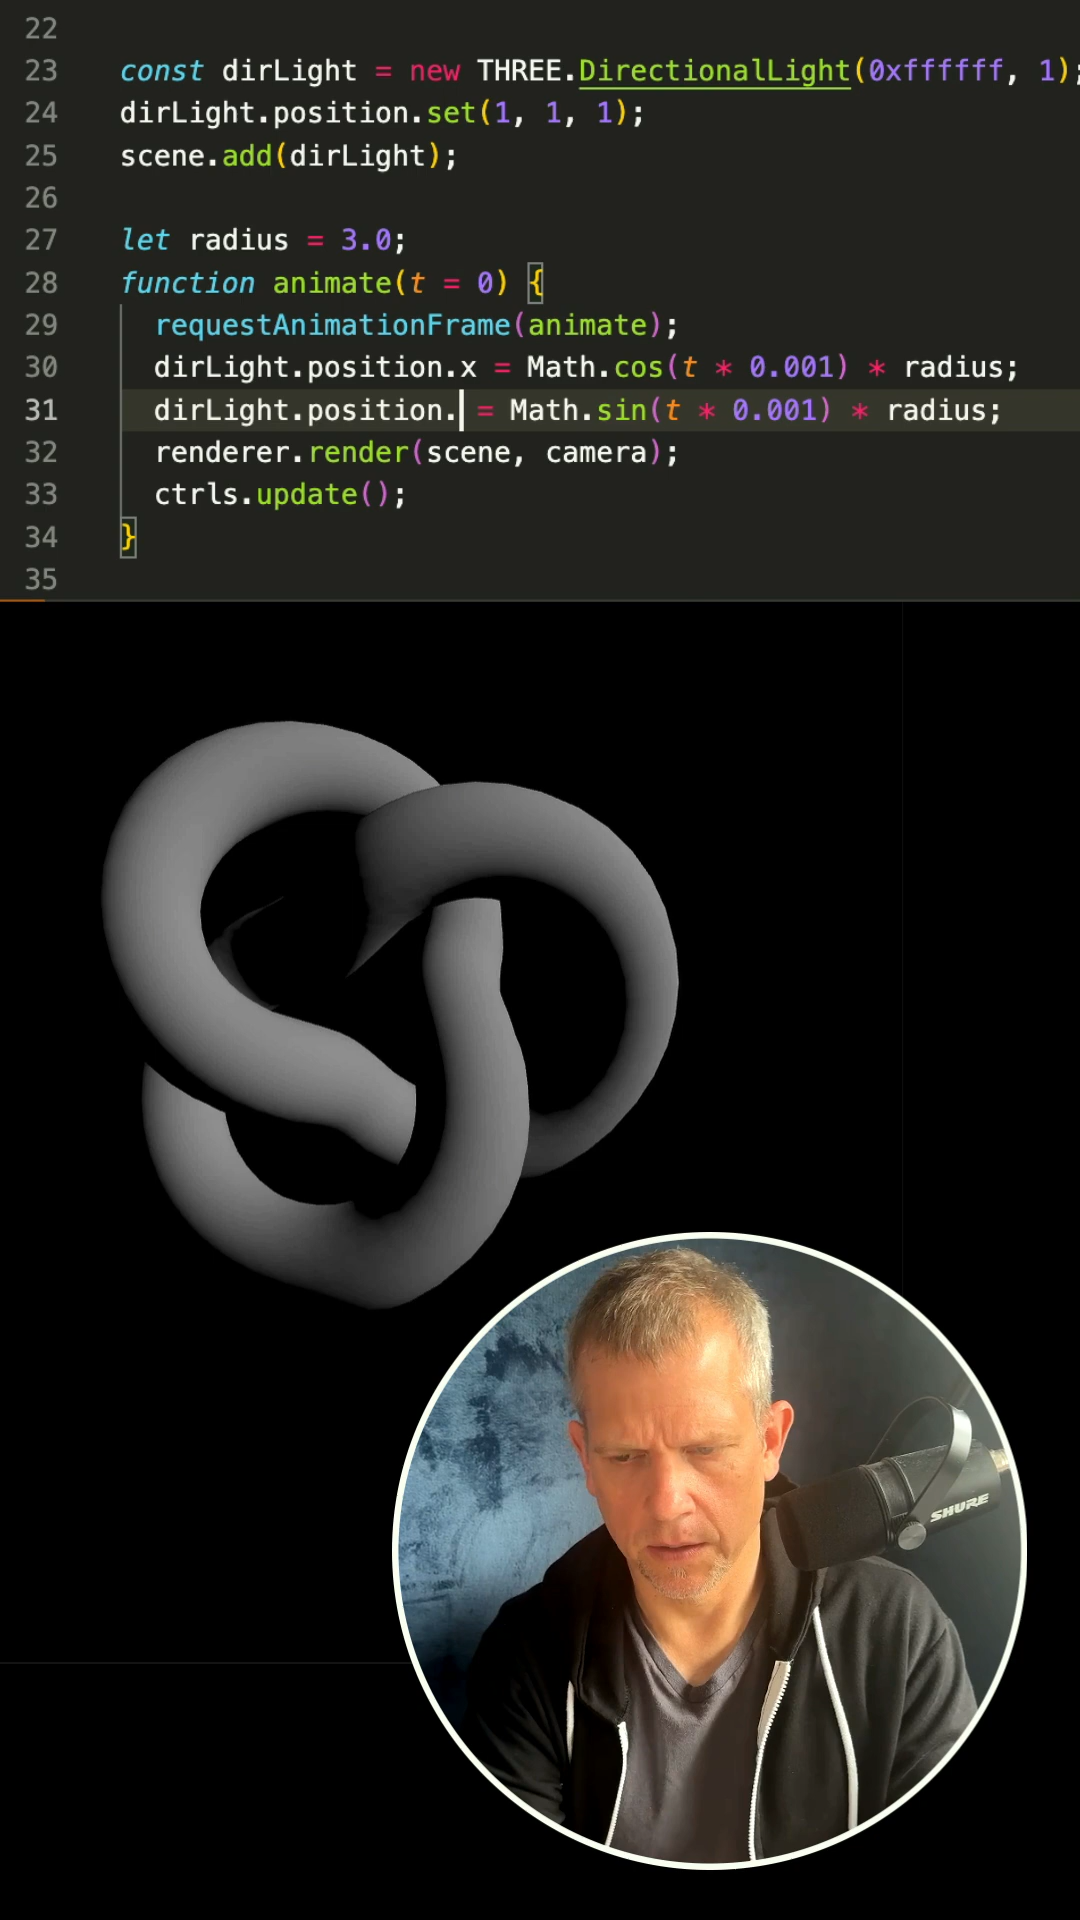 22
23 const dirLight = new THREE.DirectionalLight(0xffffff, 1);
24 dirLight.position.set(1, 1, 1);
25 scene.add(dirLight);
26
27 let radius = 3.0;
28 function animate(t = 0) {
29 requestAnimationFrame(animate);
30 dirLight.position.x = Math.cos(t * 0.001) * radius;
31 dirLight.position. = Math.sin(t * 0.001) * radius;
32 renderer.render(scene, camera);
33 ctrls.update();
34 }
35
SHURE